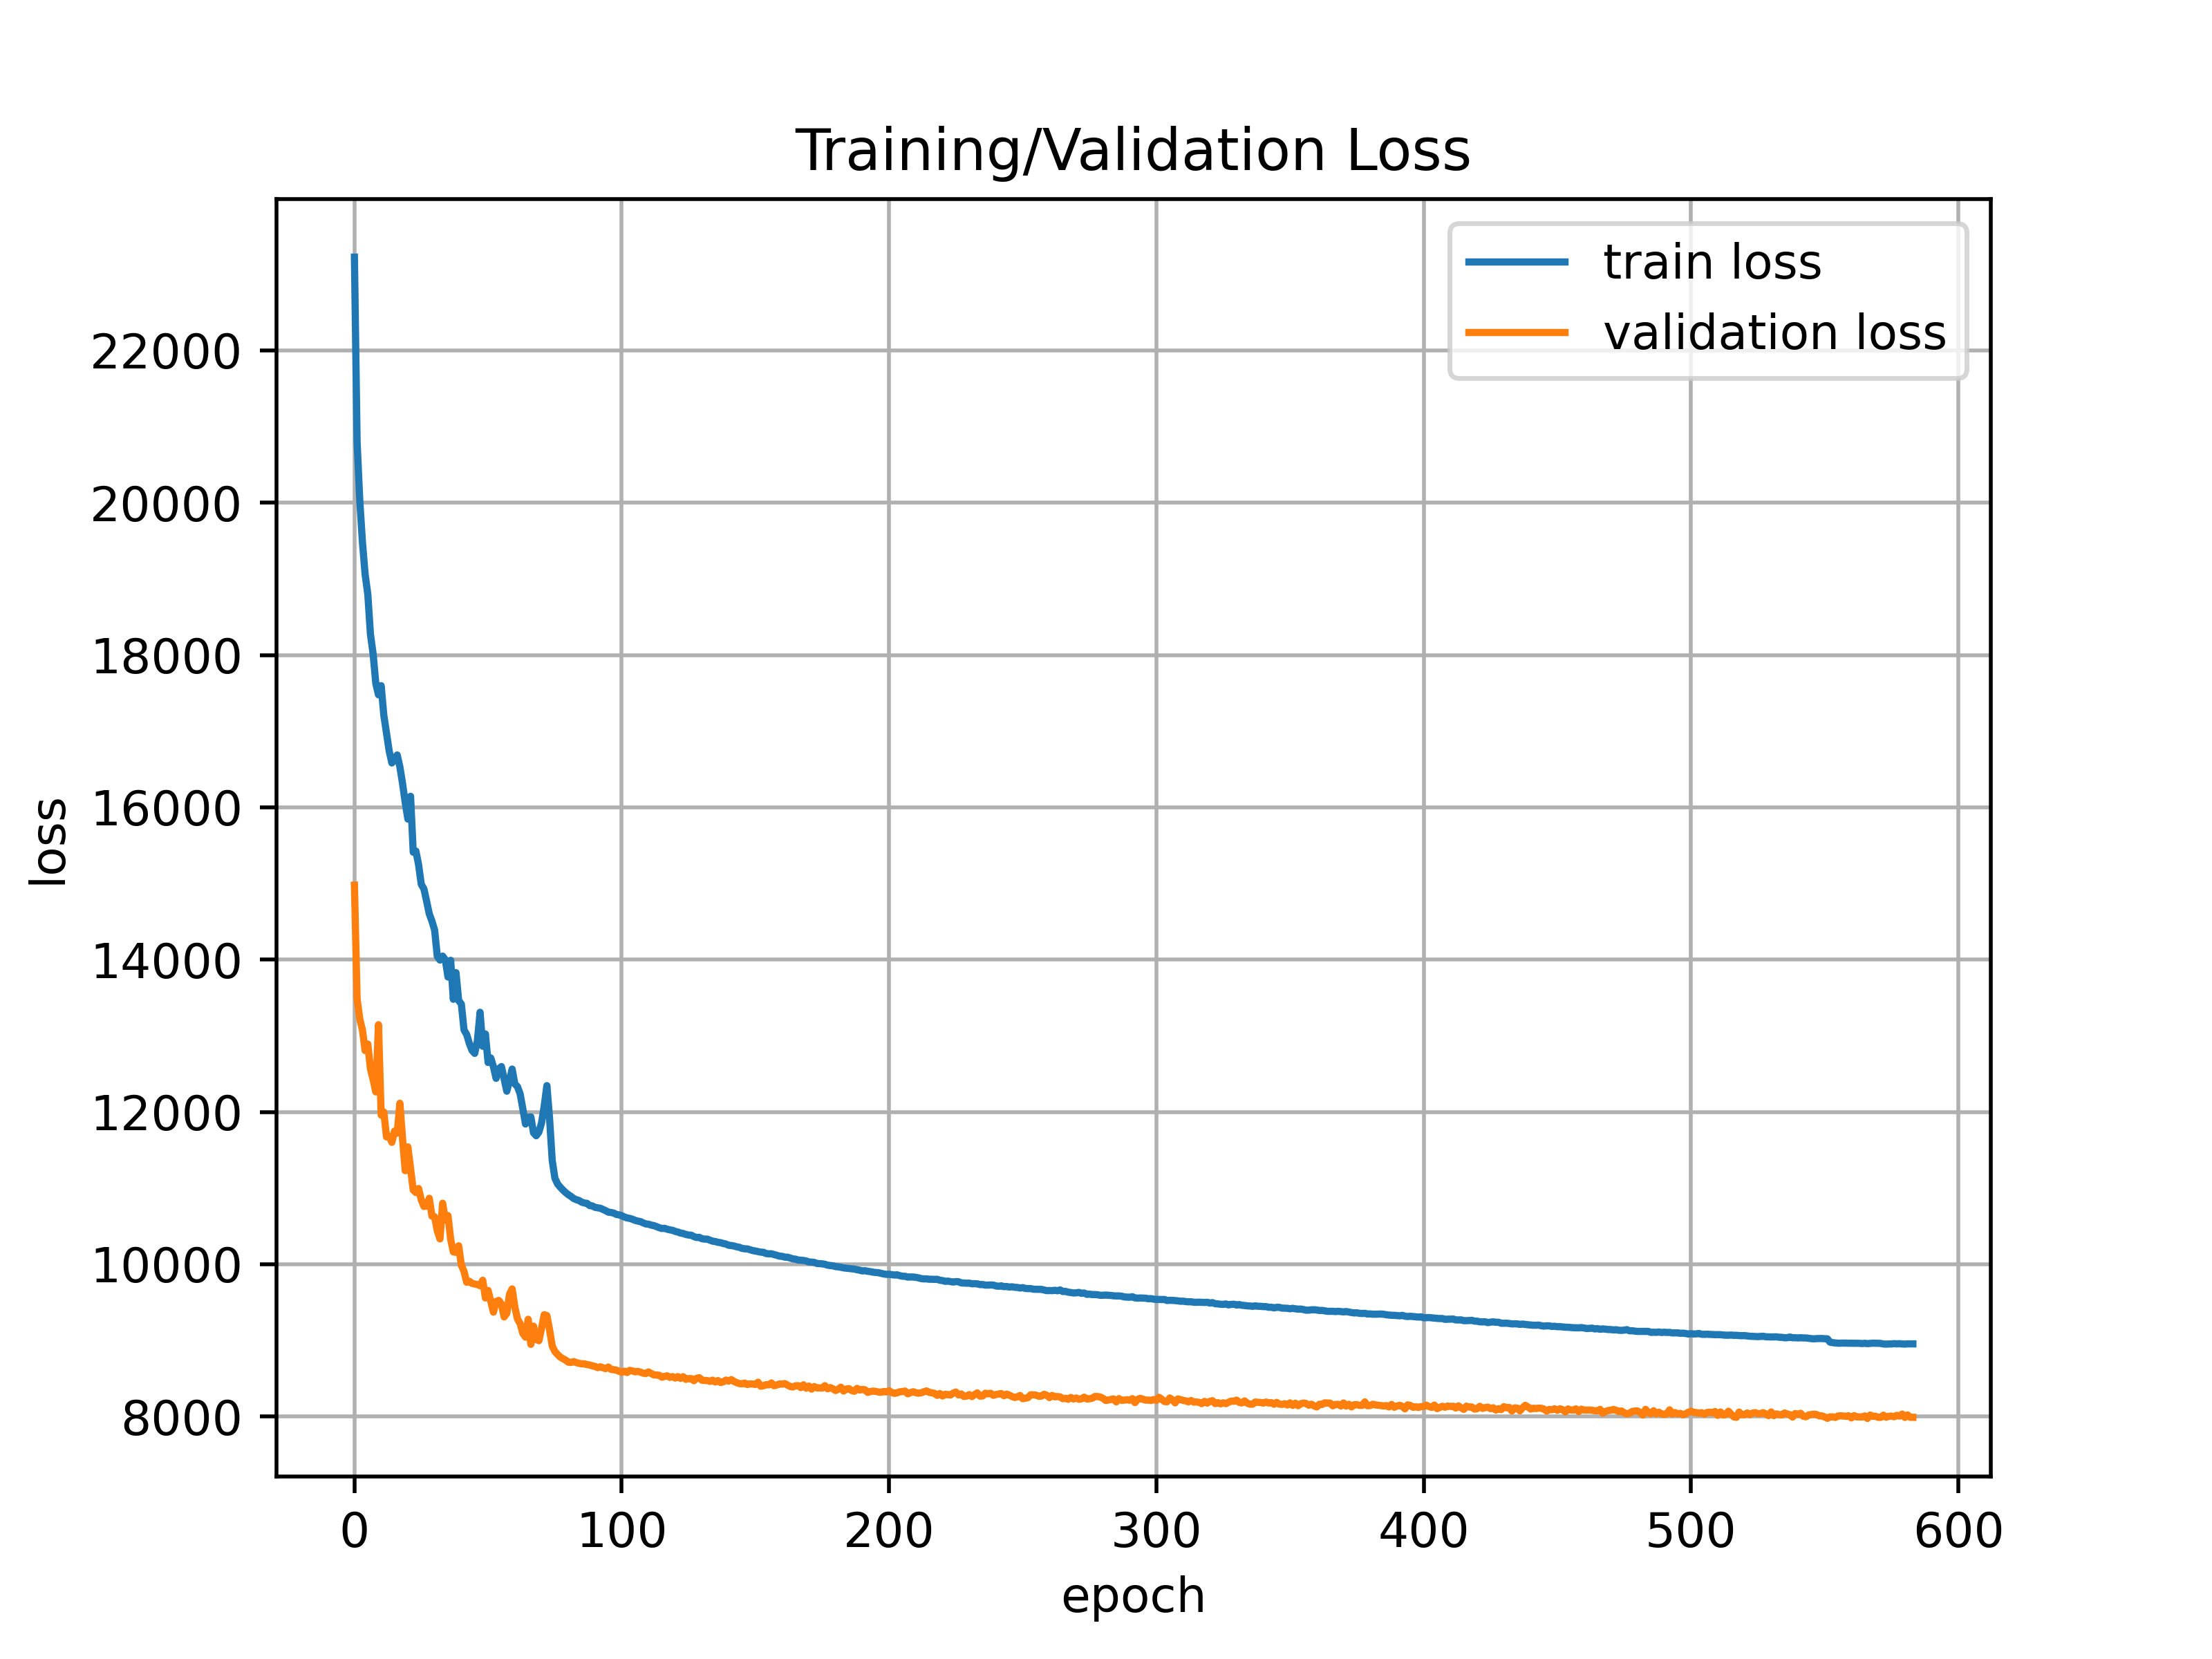 Training/Validation Loss
train loss
validation loss
22000
20000
18000
16000
14000
12000
10000
8000
loss
0 100 200 300 400 500 600
epoch